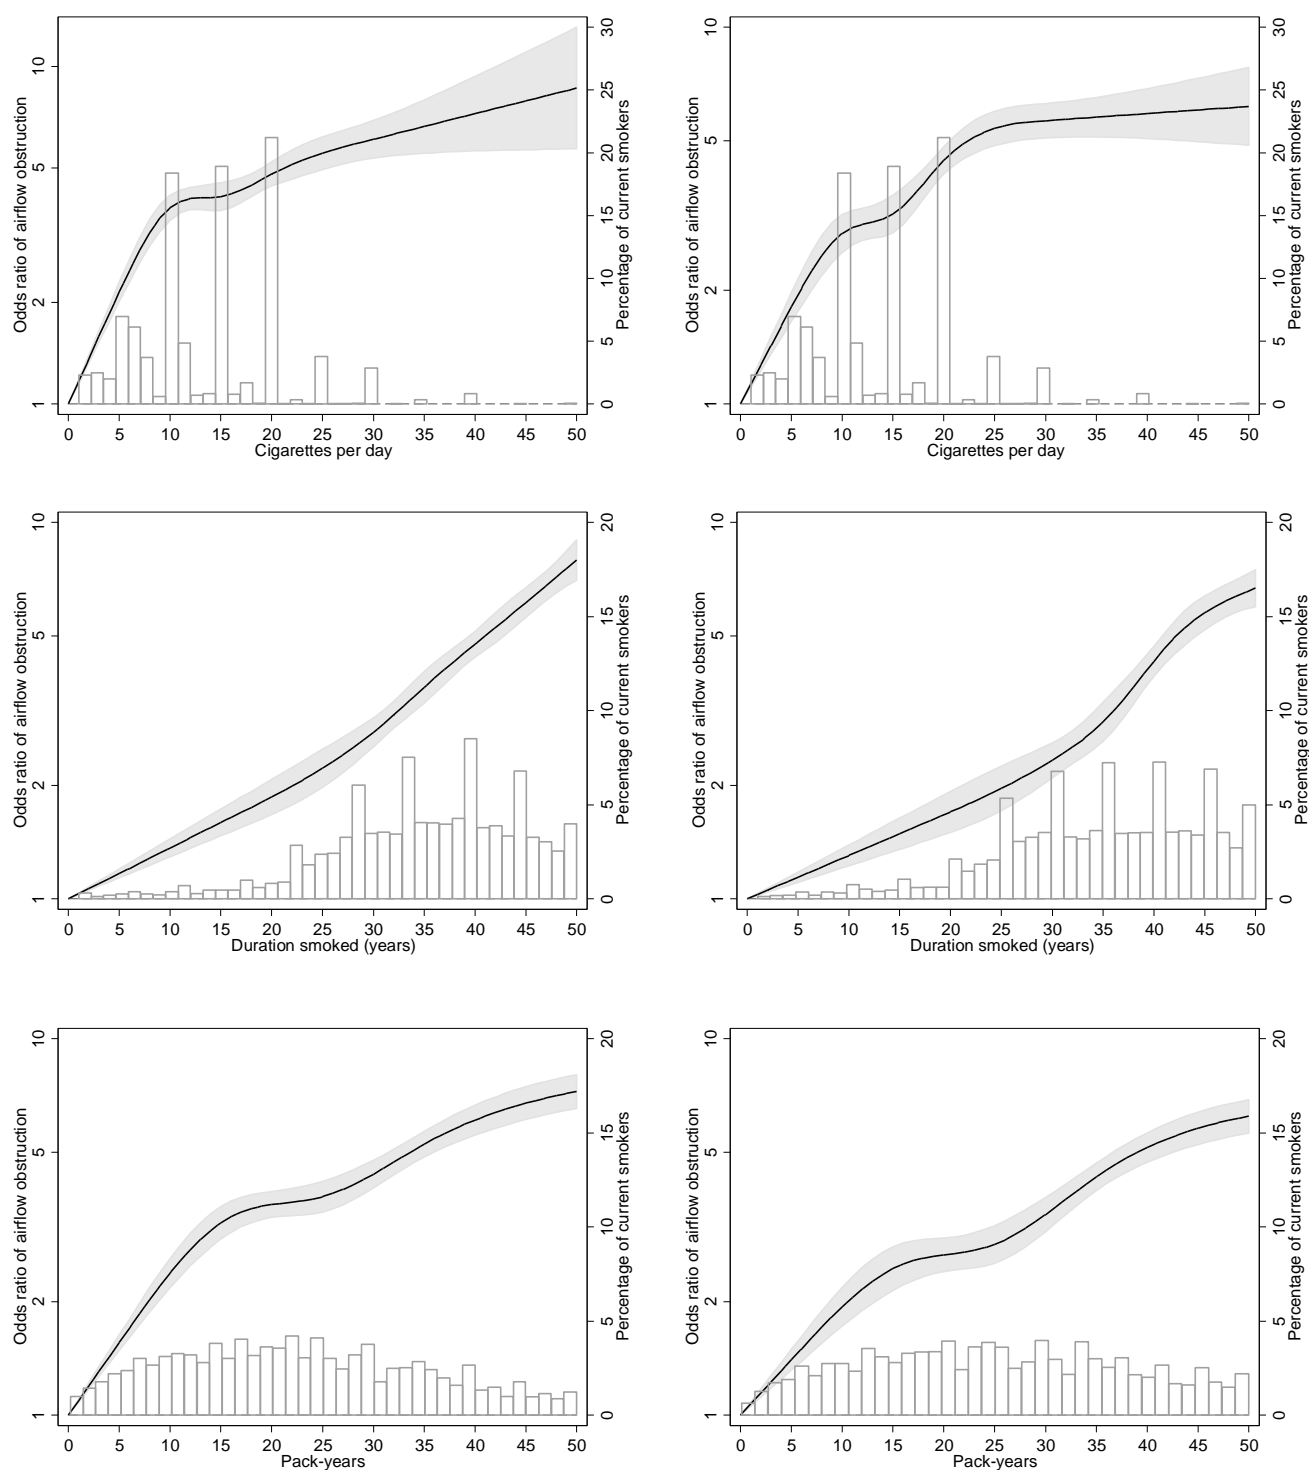 Odds ratio of airflow obstruction
1 2 5 10
Percentage of current smokers
0 5 10 15 20 25 30
0 5 10 15 20 25 30 35 40 45 50
Cigarettes per day
Odds ratio of airflow obstruction
1 2 5 10
Percentage of current smokers
0 5 10 15 20 25 30
0 5 10 15 20 25 30 35 40 45 50
Cigarettes per day
Odds ratio of airflow obstruction
1 2 5 10
Percentage of current smokers
0 5 10 15 20
0 5 10 15 20 25 30 35 40 45 50
Duration smoked (years)
Odds ratio of airflow obstruction
1 2 5 10
Percentage of current smokers
0 5 10 15 20
0 5 10 15 20 25 30 35 40 45 50
Duration smoked (years)
Odds ratio of airflow obstruction
1 2 5 10
Percentage of current smokers
0 5 10 15 20
0 5 10 15 20 25 30 35 40 45 50
Pack-years
Odds ratio of airflow obstruction
1 2 5 10
Percentage of current smokers
0 5 10 15 20
0 5 10 15 20 25 30 35 40 45 50
Pack-years